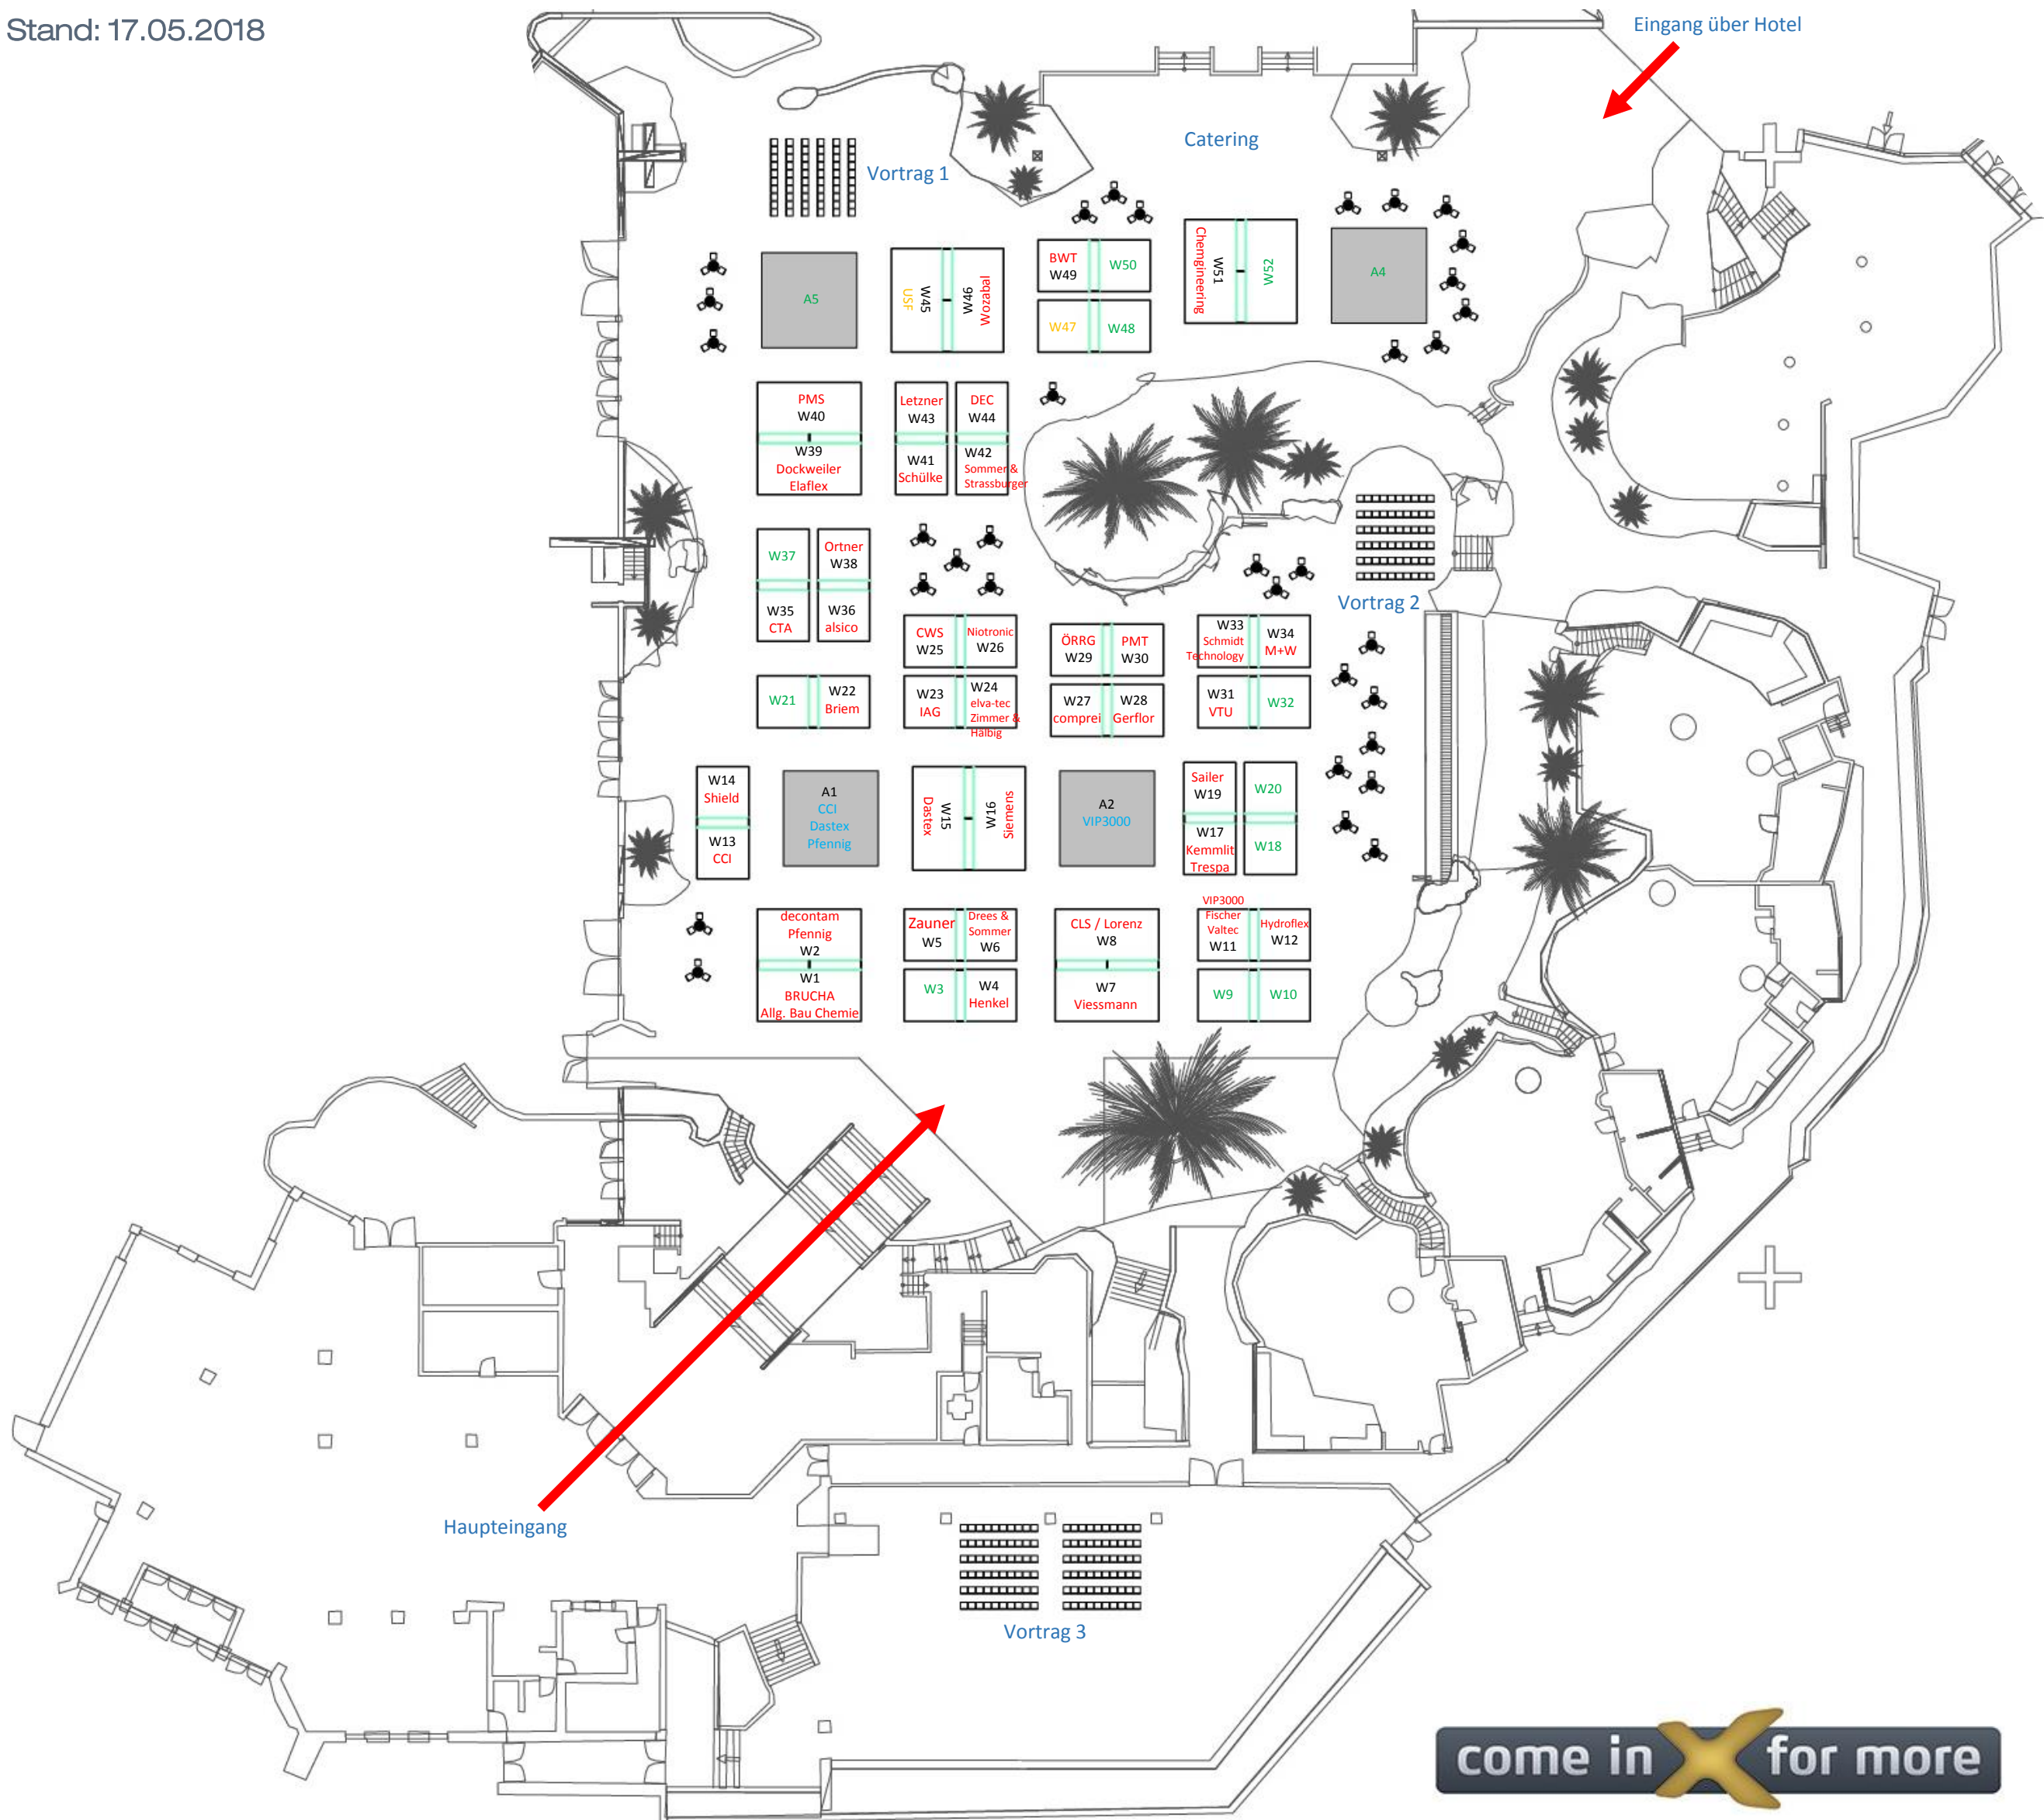 Stand: 17.05.2018
Eingang über Hotel
Catering
Vortrag 1
A5
USF
W45
W46
Wozabal
BWT
W49
W50
W47
W48
Chemgineering
W51
W52
A4
PMS
W40
W39
Dockweiler
Elaflex
Letzner
W43
W41
Schülke
DEC
W44
W42
Sommer &
Strassburger
W37
W35
CTA
Ortner
W38
W36
alsico
Vortrag 2
CWS
W25
Niotronic
W26
ÖRRG
W29
PMT
W30
W33
Schmidt
Technology
W34
M+W
W21
W22
Briem
W23
IAG
W24
elva-tec
Zimmer &
Hälbig
W27
comprei
W28
Gerflor
W31
VTU
W32
W14
Shield
W13
CCI
A1
CCI
Dastex
Pfennig
Dastex
W15
W16
Siemens
A2
VIP3000
Sailer
W19
W17
Kemmlit
Trespa
W20
W18
decontam
Pfennig
W2
W1
BRUCHA
Allg. Bau Chemie
Zauner
W5
Drees &
Sommer
W6
W3
W4
Henkel
CLS / Lorenz
W8
W7
Viessmann
VIP3000
Fischer
Valtec
W11
Hydroflex
W12
W9
W10
Haupteingang
Vortrag 3
come in X for more